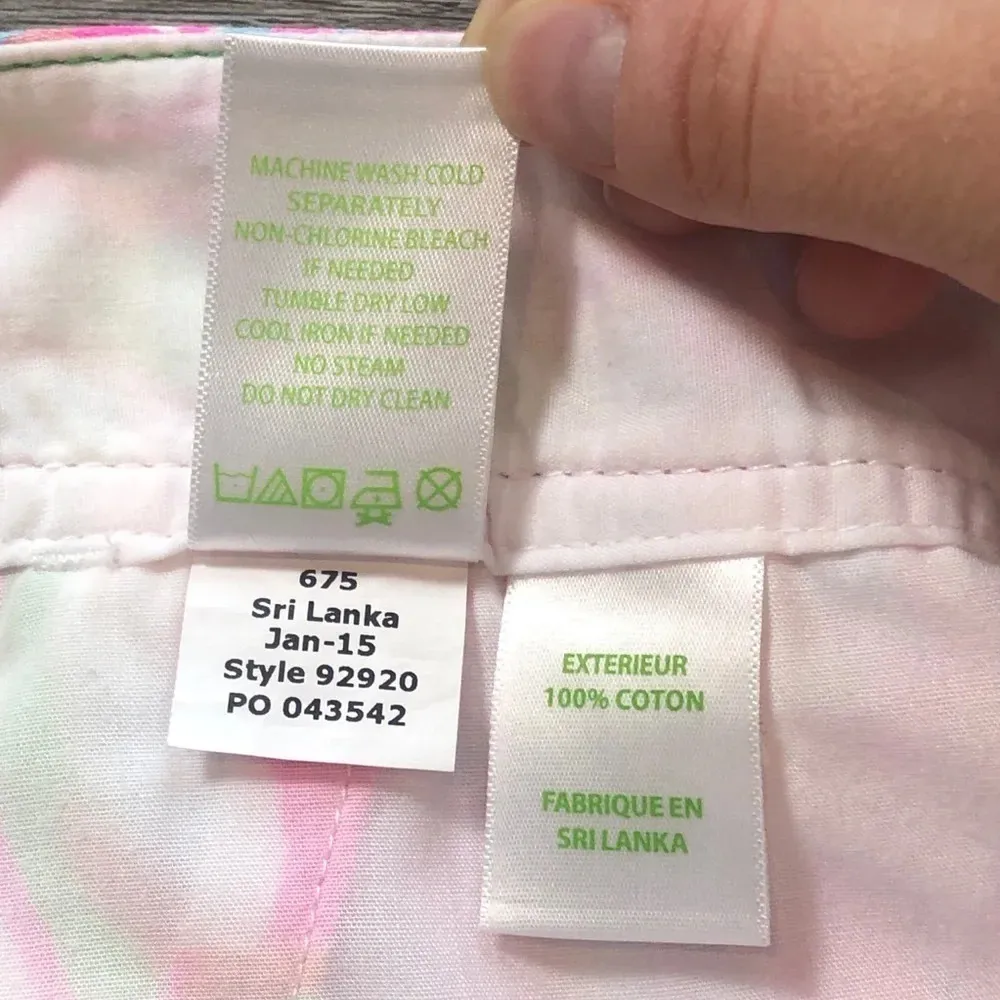 MACHINE WASH COLD
SEPARATELY
NON-CHLORINE BLEACH
IF NEEDED
TUMBLE DRY LOW
COOL IRON IF NEEDED
NO STEAM
DO NOT DRY CLEAN
675
Sri Lanka
Jan-15
Style 92920
PO 043542
EXTERIEUR
100% COTON
FABRIQUE EN
SRI LANKA